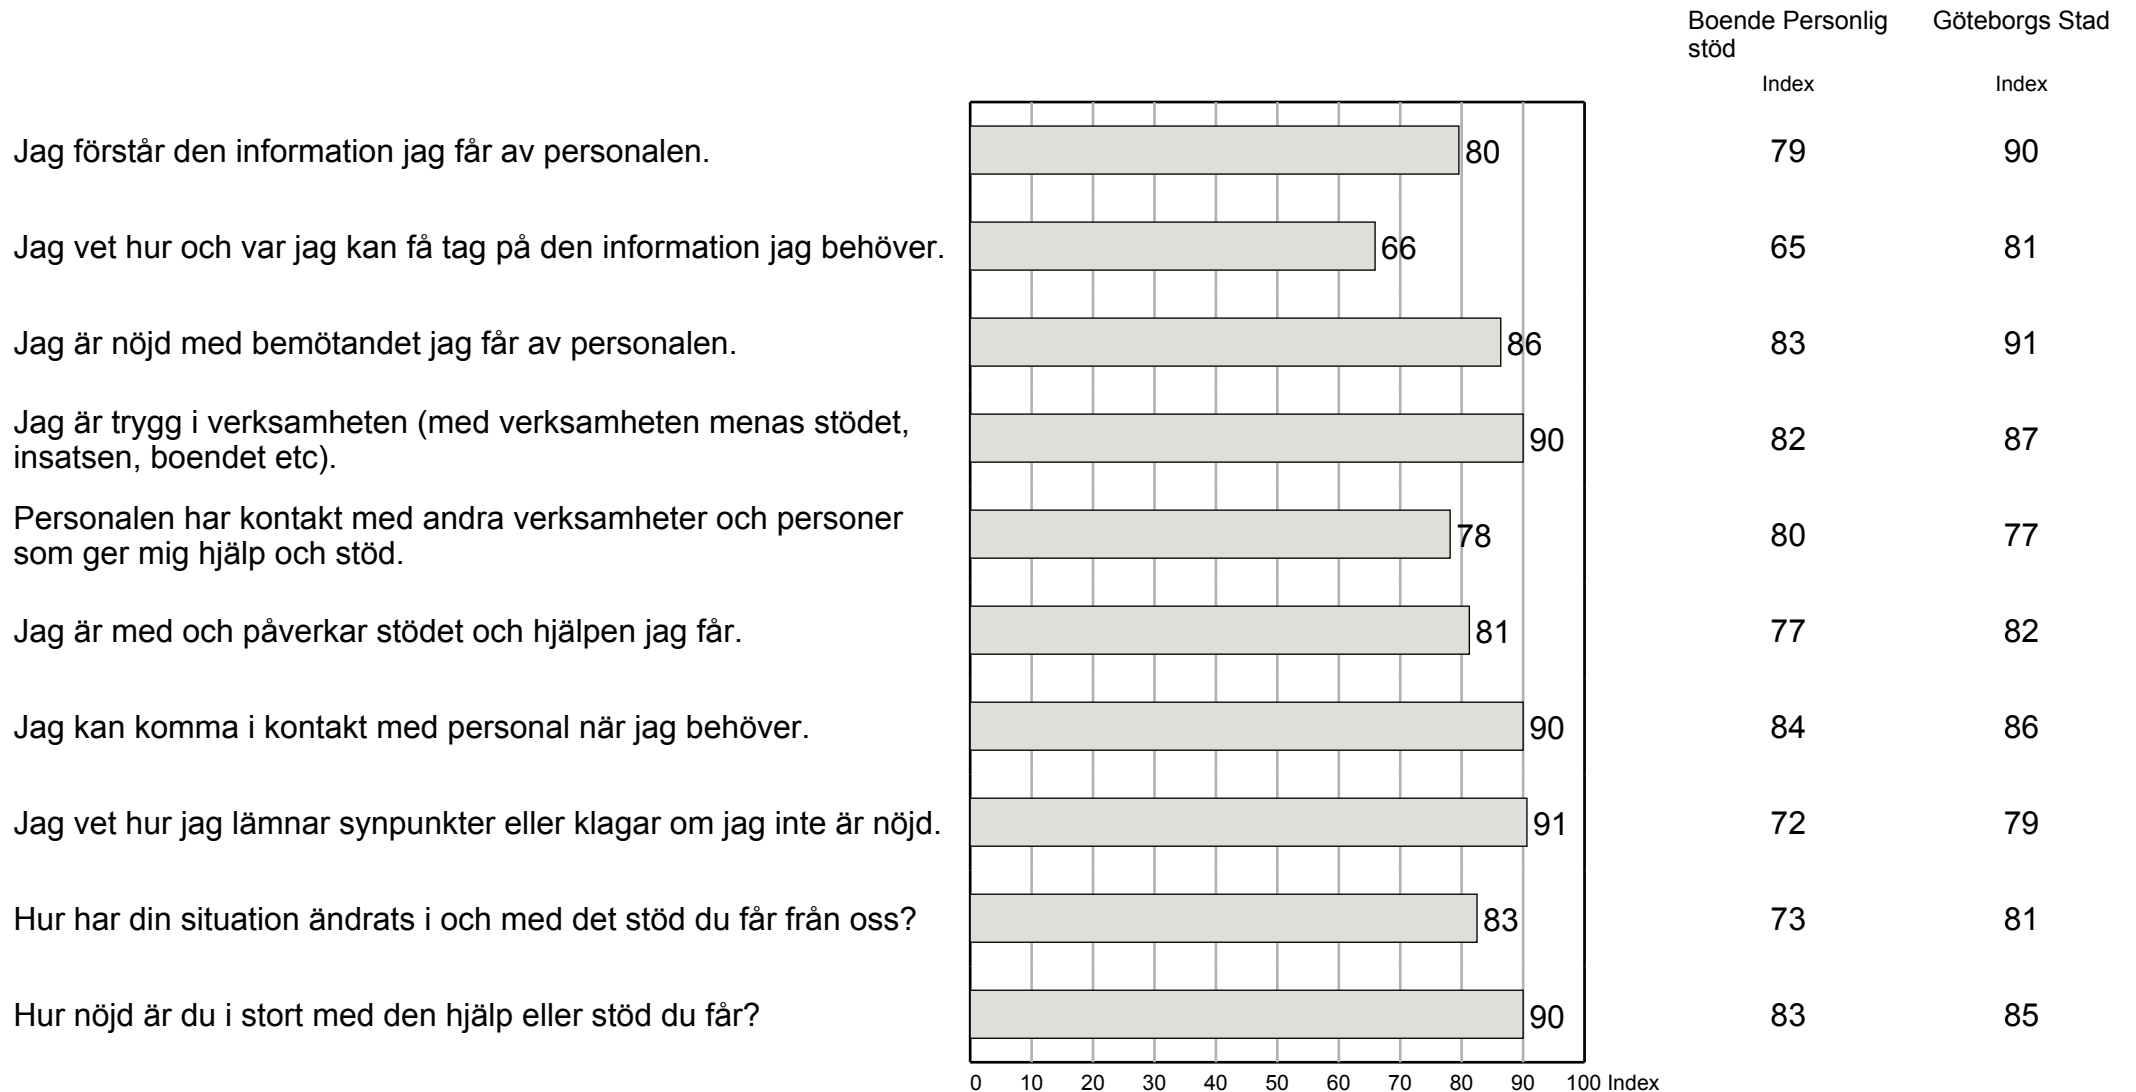 Boende Personlig Göteborgs Stad
stöd
Index Index
Jag förstår den information jag får av personalen. 80 79 90
Jag vet hur och var jag kan få tag på den information jag behöver. 66 65 81
Jag är nöjd med bemötandet jag får av personalen. 86 83 91
Jag är trygg i verksamheten (med verksamheten menas stödet,
insatsen, boendet etc). 90 82 87
Personalen har kontakt med andra verksamheter och personer
som ger mig hjälp och stöd. 78 80 77
Jag är med och påverkar stödet och hjälpen jag får. 81 77 82
Jag kan komma i kontakt med personal när jag behöver. 90 84 86
Jag vet hur jag lämnar synpunkter eller klagar om jag inte är nöjd. 91 72 79
Hur har din situation ändrats i och med det stöd du får från oss? 83 73 81
Hur nöjd är du i stort med den hjälp eller stöd du får? 90 83 85
0 10 20 30 40 50 60 70 80 90 100 Index